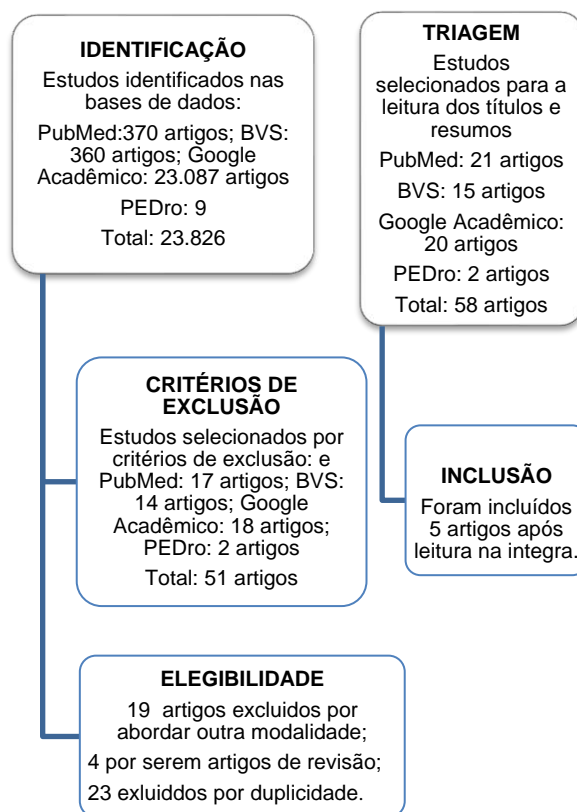 IDENTIFICAÇÃO
Estudos identificados nas
bases de dados:
PubMed:370 artigos; BVS:
360 artigos; Google
Acadêmico: 23.087 artigos
PEDro: 9
Total: 23.826
CRITÉRIOS DE
EXCLUSÃO
Estudos selecionados por
critérios de exclusão: e
PubMed: 17 artigos; BVS:
14 artigos; Google
Acadêmico: 18 artigos;
PEDro: 2 artigos
Total: 51 artigos
ELEGIBILIDADE
19 artigos excluidos por
abordar outra modalidade;
4 por serem artigos de revisão;
23 exluiddos por duplicidade.
TRIAGEM
Estudos
selecionados para a
leitura dos títulos e
resumos
PubMed: 21 artigos
BVS: 15 artigos
Google Acadêmico:
20 artigos
PEDro: 2 artigos
Total: 58 artigos
INCLUSÃO
Foram incluídos
5 artigos após
leitura na integra.